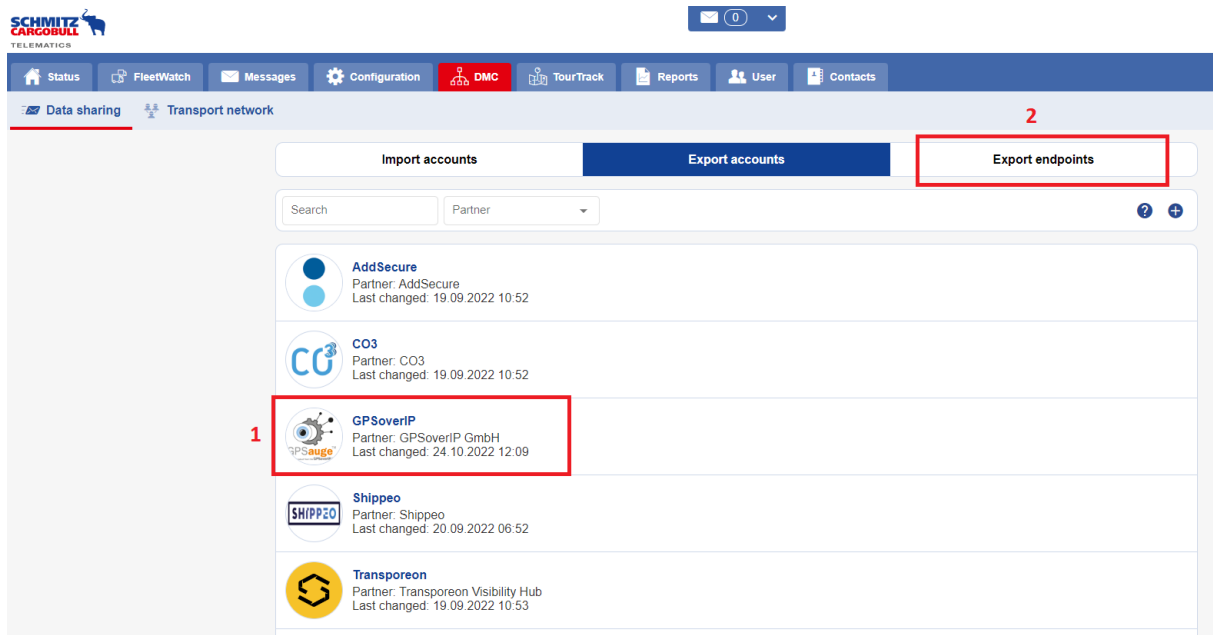 SCHMITZ
CARGOBULL
TELEMATICS
0
Status
FleetWatch
Messages
Configuration
DMC
TourTrack
Reports
User
Contacts
Data sharing
Transport network
2
Import accounts
Export accounts
Export endpoints
Search
Partner
?
AddSecure
Partner: AddSecure
Last changed: 19.09.2022 10:52
CO3
CO3
Partner: CO3
Last changed: 19.09.2022 10:52
1
GPSauge
GPSoverIP
Partner: GPSoverIP GmbH
Last changed: 24.10.2022 12:09
SHIPPEO
Shippeo
Partner: Shippeo
Last changed: 20.09.2022 06:52
Transporeon
Partner: Transporeon Visibility Hub
Last changed: 19.09.2022 10:53